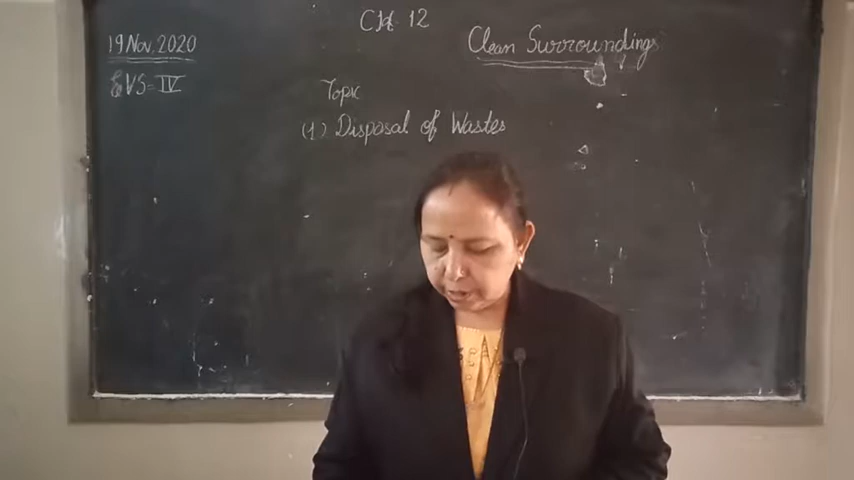 CH 12
19 Nov. 2020
Clean Surroundings
EVS - IV
Topic
(1) Disposal of Wastes